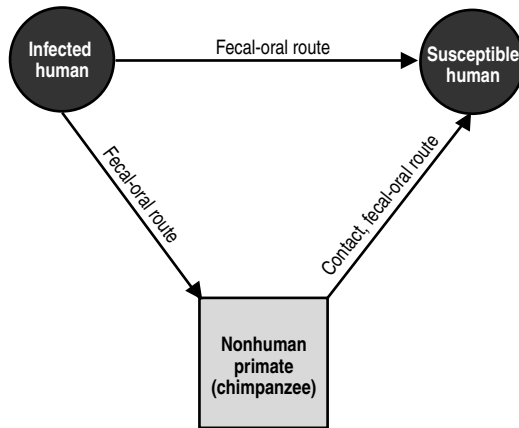 Infected
human
Fecal-oral route
Susceptible
human
Fecal-oral route
Contact, fecal-oral route
Nonhuman
primate
(chimpanzee)